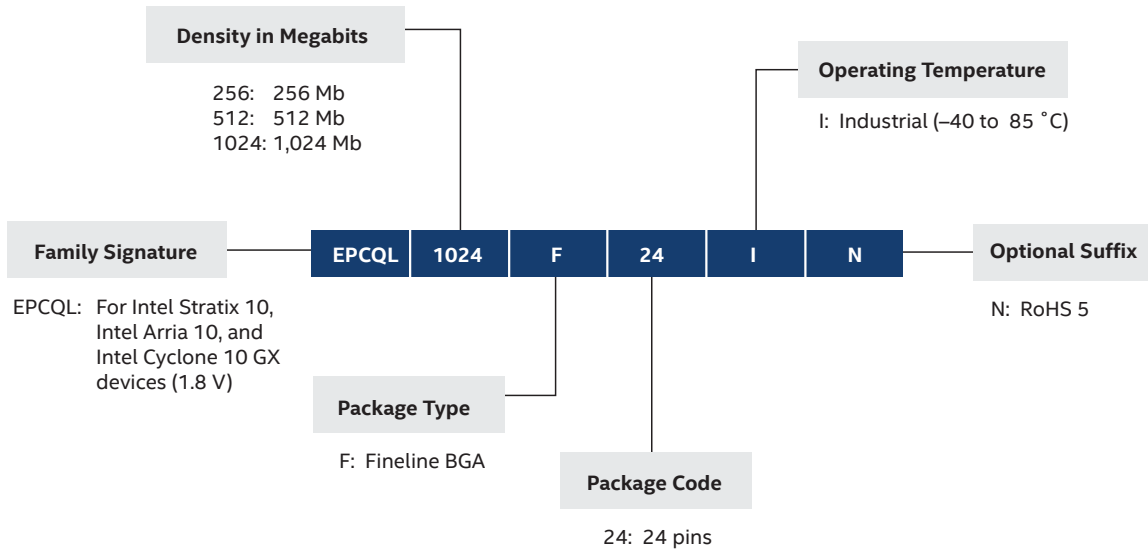 Density in Megabits
256: 256 Mb
512: 512 Mb
1024: 1,024 Mb
Operating Temperature
I: Industrial (–40 to 85 ˚C)
Family Signature
EPCQL: For Intel Stratix 10,
Intel Arria 10, and
Intel Cyclone 10 GX
devices (1.8 V)
EPCQL 1024 F 24 I N
Optional Suffix
N: RoHS 5
Package Type
F: Fineline BGA
Package Code
24: 24 pins